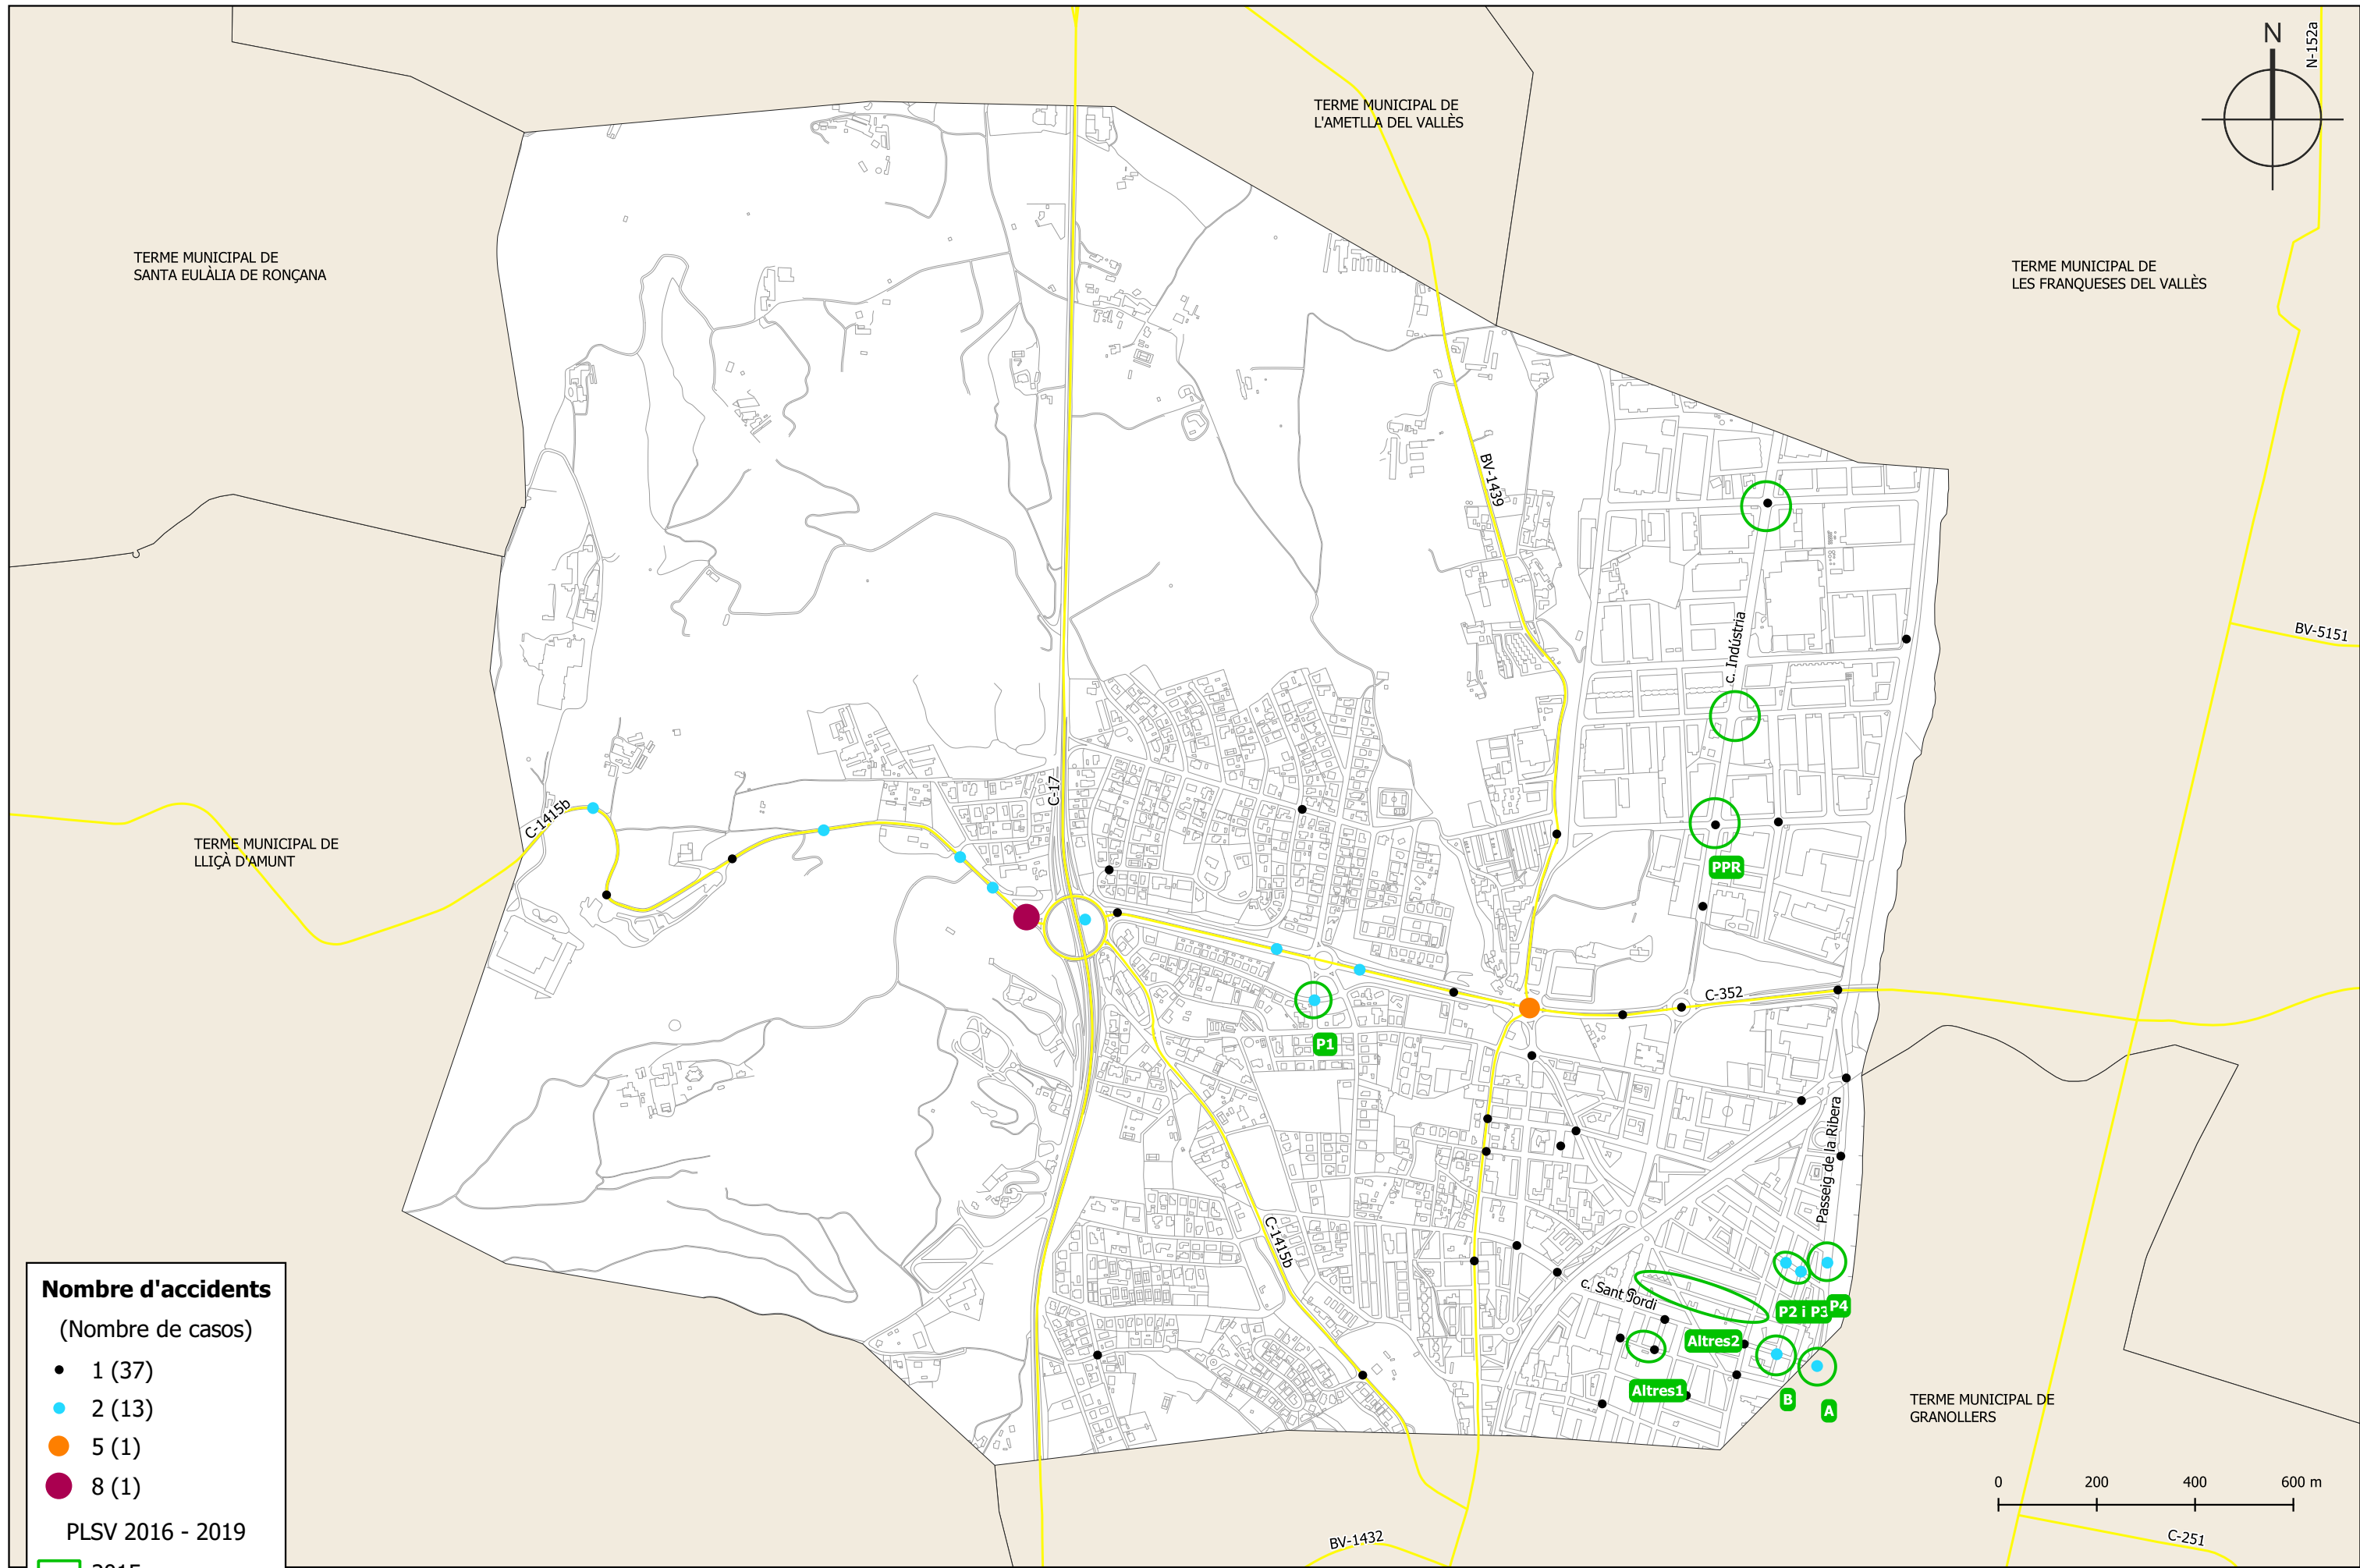 N
N-152a
TERME MUNICIPAL DE
L'AMETLLA DEL VALLÈS
TERME MUNICIPAL DE
SANTA EULÀLIA DE RONÇANA
TERME MUNICIPAL DE
LES FRANQUESES DEL VALLÈS
BV-1439
c. Indústria
BV-5151
C-17
C-1415b
TERME MUNICIPAL DE
LLIÇÀ D'AMUNT
PPR
C-352
P1
Passeig de la Ribera
C-1415b
c. Sant Jordi
P2 i P3
P4
Altres2
Altres1
B
A
TERME MUNICIPAL DE
GRANOLLERS
Nombre d'accidents
(Nombre de casos)
1 (37)
2 (13)
5 (1)
8 (1)
PLSV 2016 - 2019
0 200 400 600 m
BV-1432
C-251